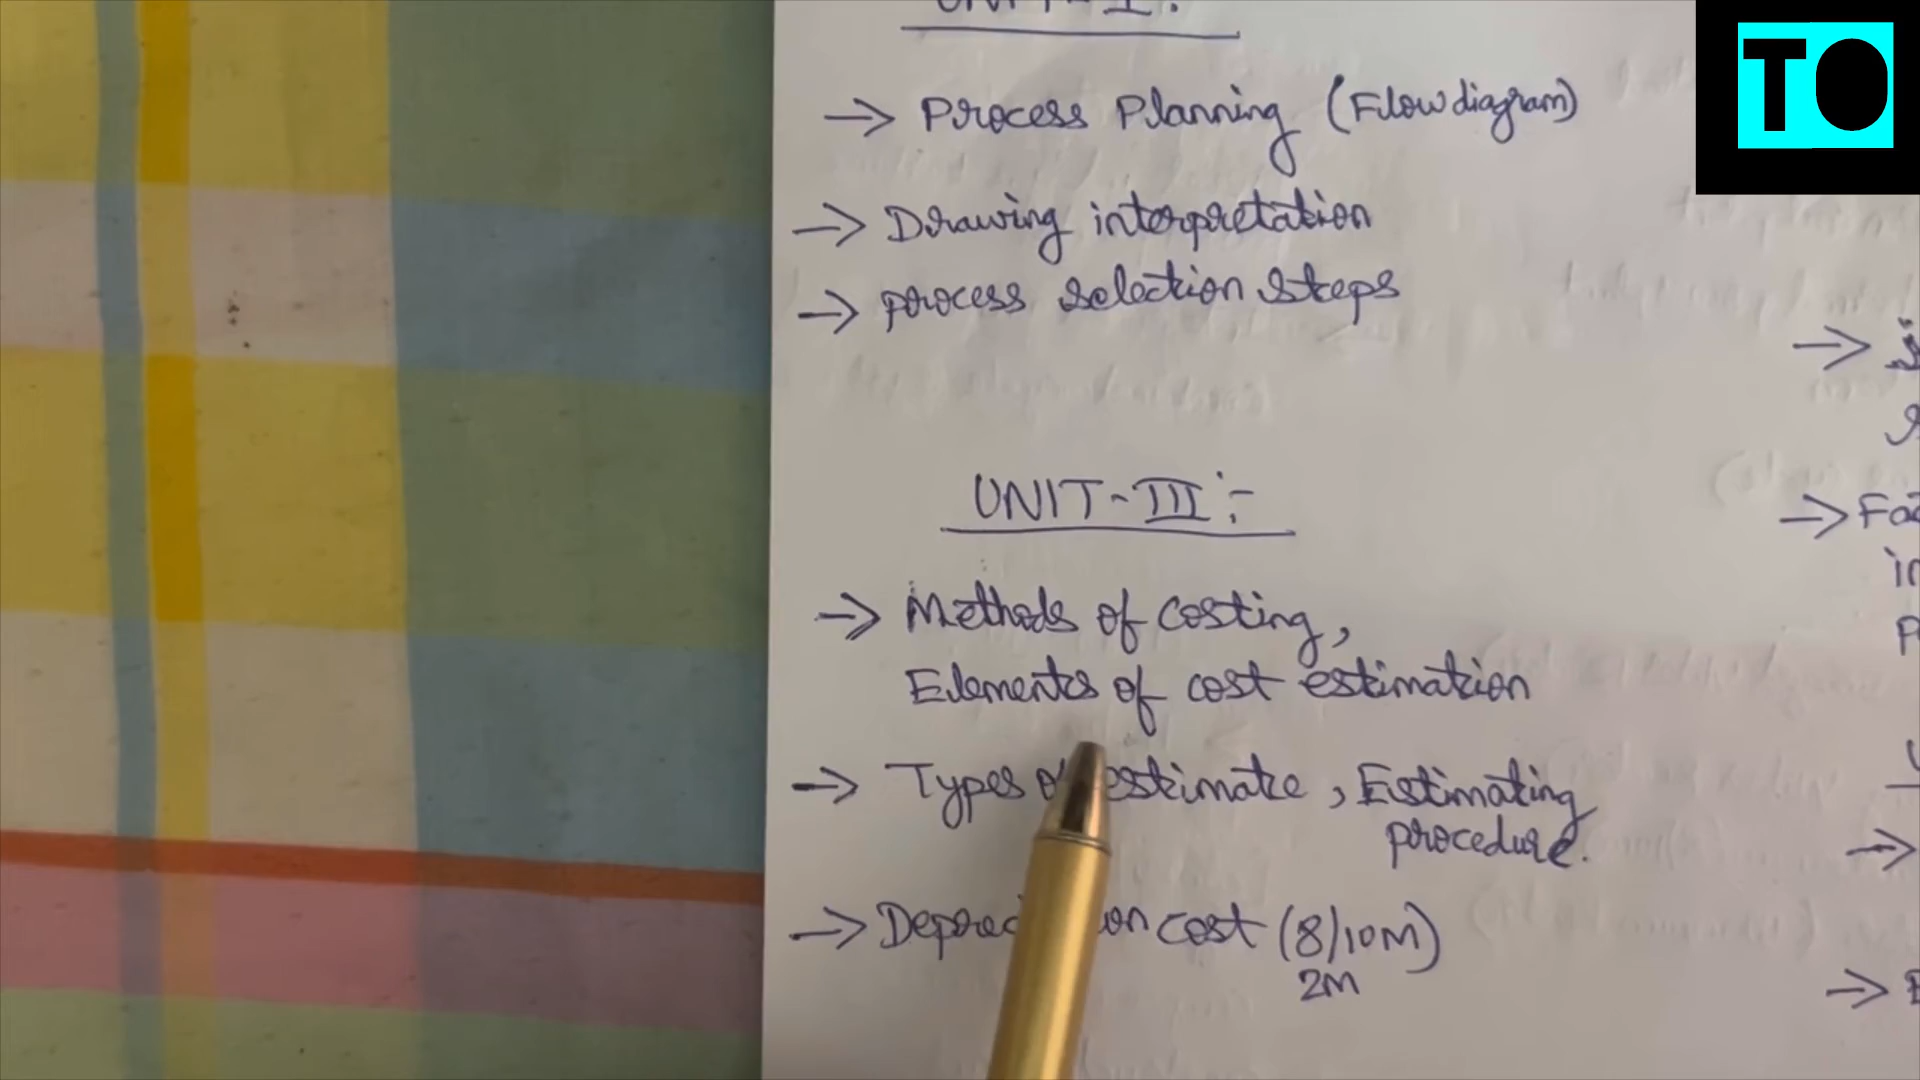 UNIT-I:
→ Process Planning (Flow diagram)
→ Drawing interpretation
→ process selection steps
UNIT-III:-
→ Methods of costing,
Elements of cost estimation
→ Types of estimate, Estimating
procedure.
→ cost (8/10M)
2M
TO